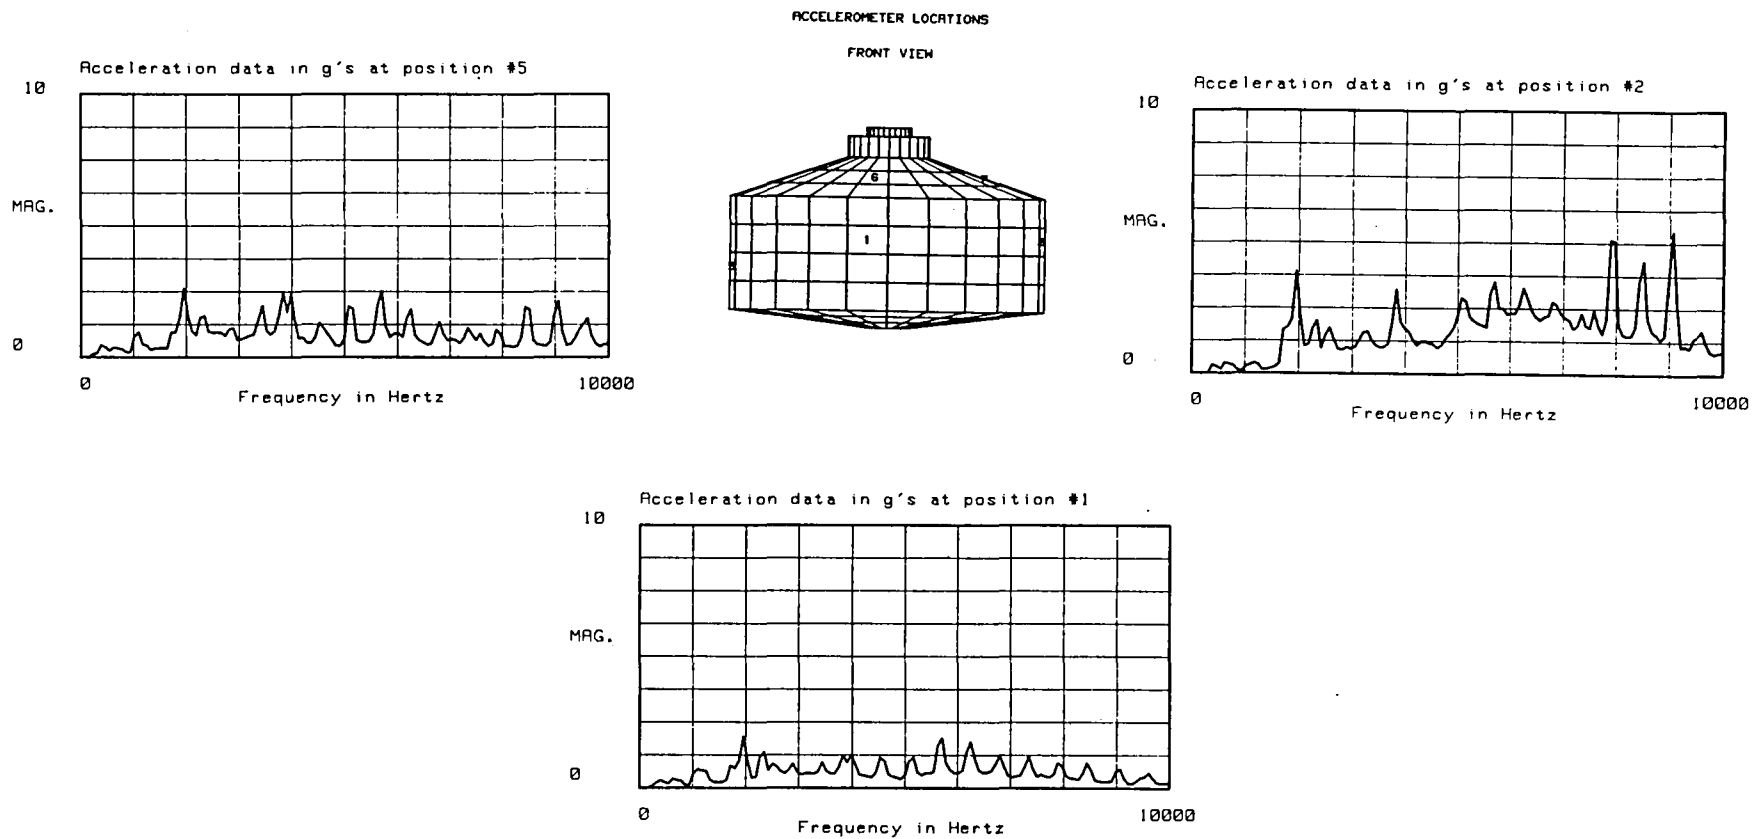 ACCELEROMETER LOCATIONS
FRONT VIEW
Acceleration data in g's at position #5
10
MAG.
0
0
10000
Frequency in Hertz
6
1
Acceleration data in g's at position #2
10
MAG.
0
0
10000
Frequency in Hertz
Acceleration data in g's at position #1
10
MAG.
0
0
10000
Frequency in Hertz